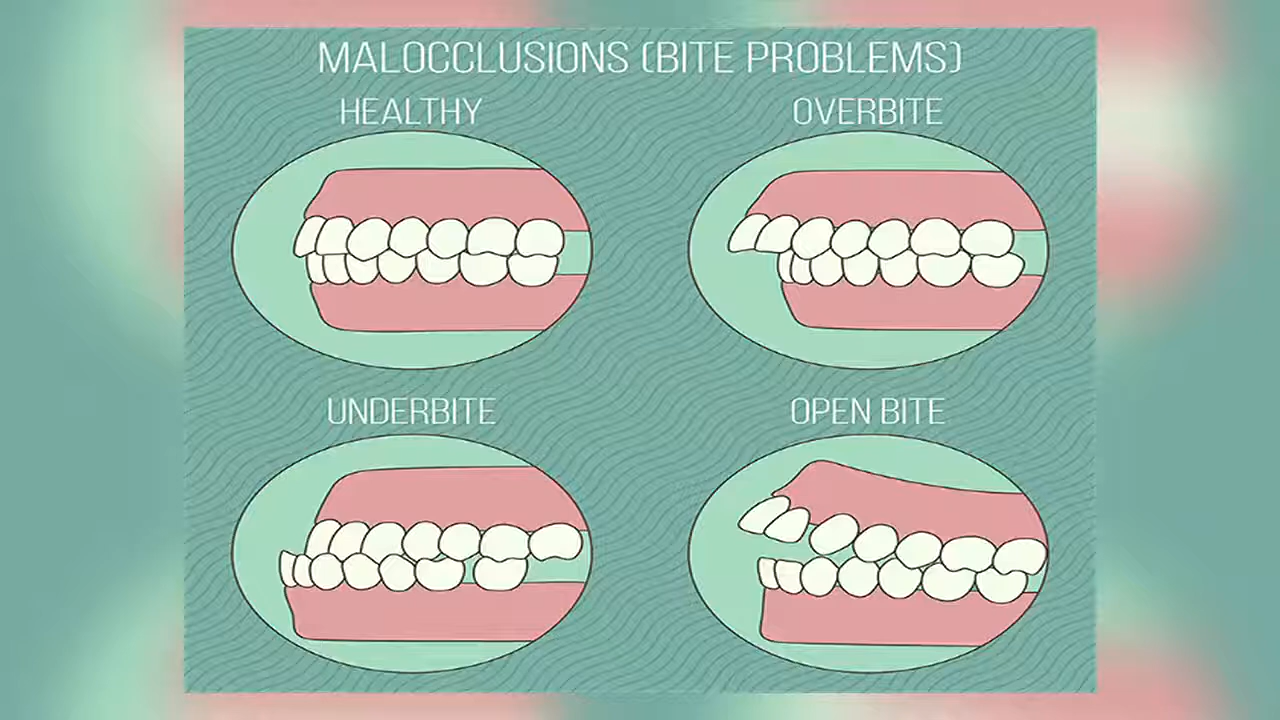 MALOCCLUSIONS (BITE PROBLEMS)
HEALTHY
OVERBITE
UNDERBITE
OPEN BITE